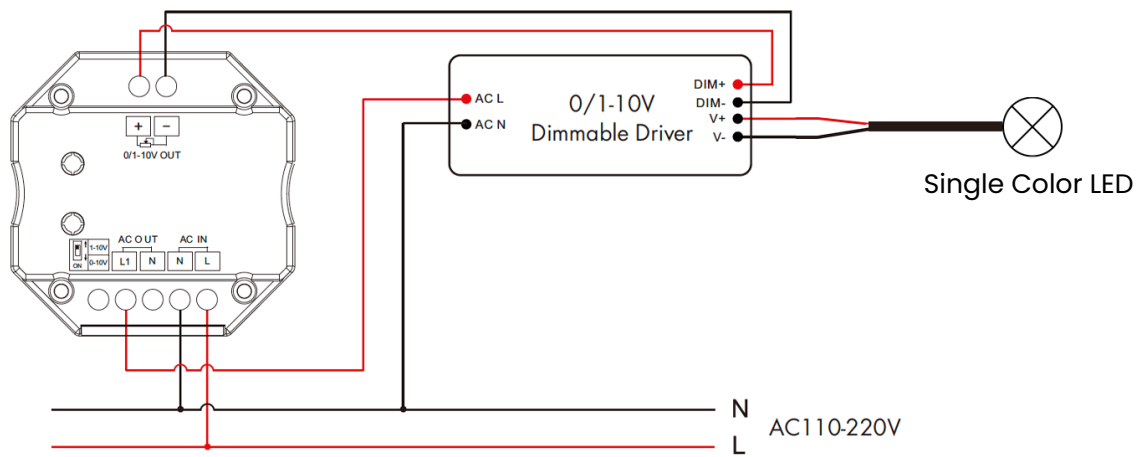 + −
0/1-10V OUT
AC OUT AC IN
L1 N N L
1-10V
0-10V
ON
AC L
AC N
0/1-10V
Dimmable Driver
DIM+
DIM-
V+
V-
Single Color LED
N
L
AC110-220V